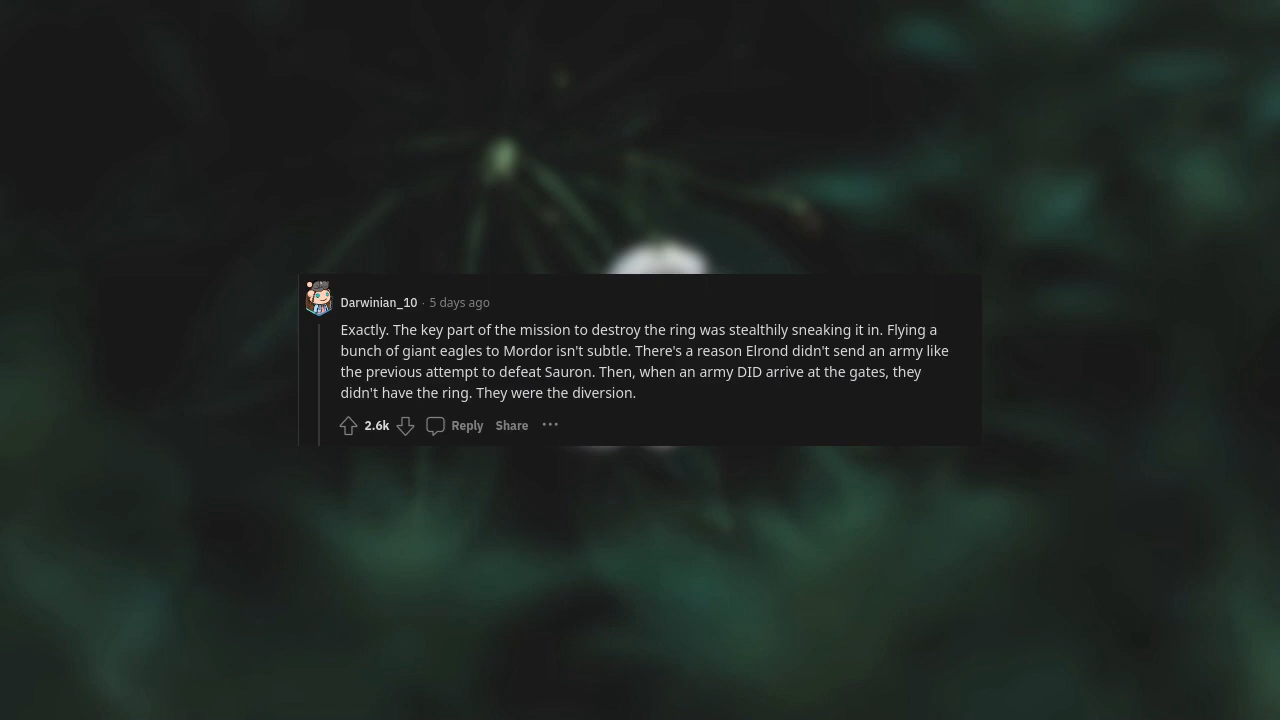 Darwinian_10 · 5 days ago
Exactly. The key part of the mission to destroy the ring was stealthily sneaking it in. Flying a
bunch of giant eagles to Mordor isn't subtle. There's a reason Elrond didn't send an army like
the previous attempt to defeat Sauron. Then, when an army DID arrive at the gates, they
didn't have the ring. They were the diversion.
2.6k Reply Share ···